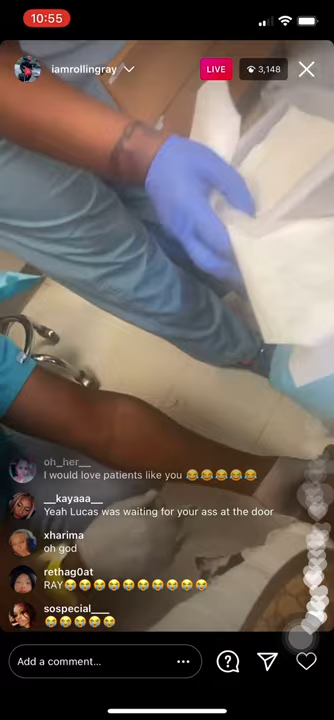 10:55
iamrollingray
LIVE 3,148
oh_her__
I would love patients like you 😂😂😂😂😂
__kayaaa__
Yeah Lucas was waiting for your ass at the door
xharima
oh god
rethag0at
RAY😭😭😭😭😭😭😭😭😭😭
sospecial___
😭😭😭😭😭
Add a comment...